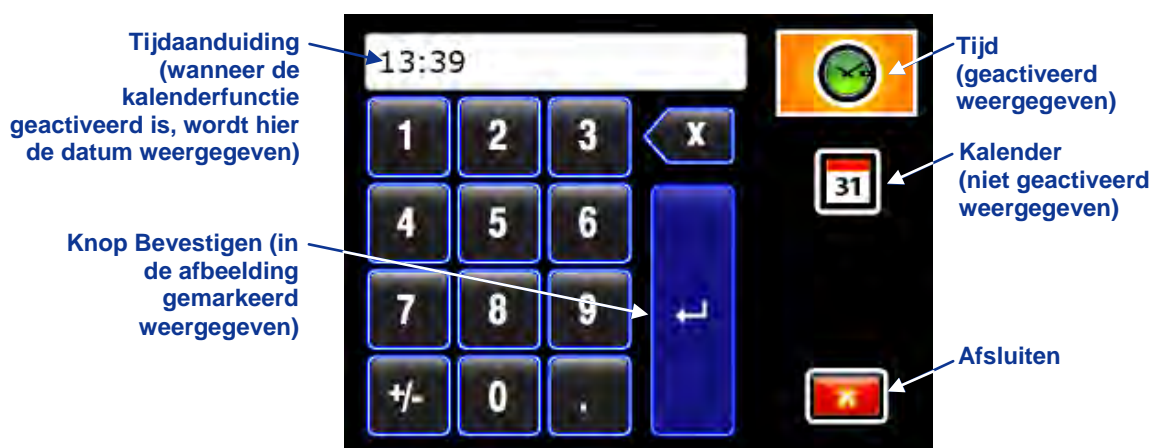 Tijdaanduiding
(wanneer de
kalenderfunctie
geactiveerd is, wordt hier
de datum weergegeven)
Knop Bevestigen (in
de afbeelding
gemarkeerd
weergegeven)
13:39
1 2 3 X
4 5 6
7 8 9
+/- 0 .
31
Tijd
(geactiveerd
weergegeven)
Kalender
(niet geactiveerd
weergegeven)
Afsluiten